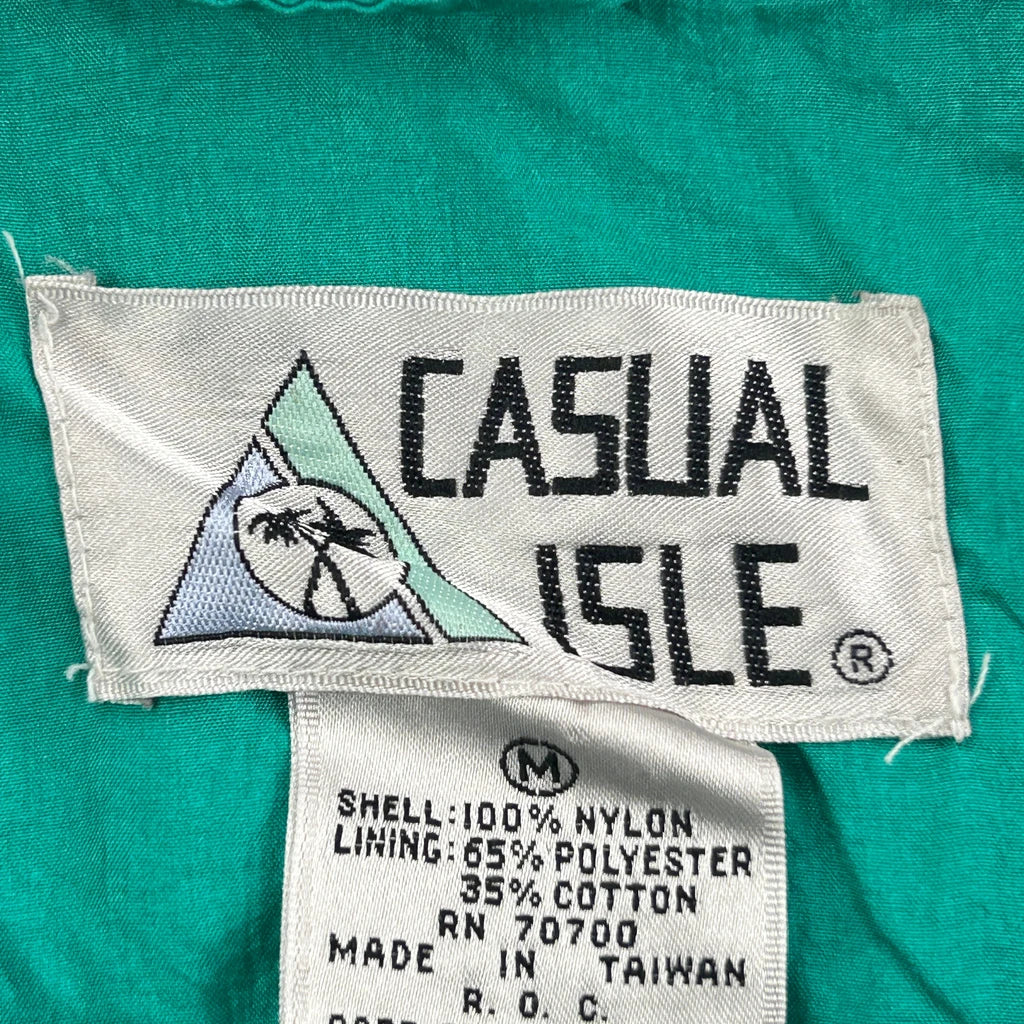 CASUAL
ISLE ®
M
SHELL: 100% NYLON
LINING: 65% POLYESTER
35% COTTON
RN 70700
MADE IN TAIWAN
R. O. C.